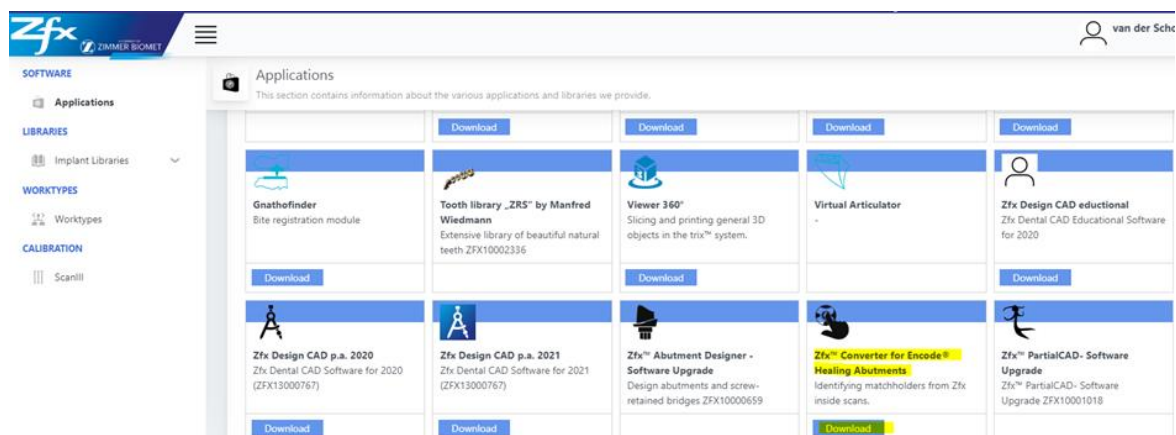 Zfx
ZIMMER BIOMET
van der Scho
SOFTWARE
Applications
LIBRARIES
Implant Libraries
WORKTYPES
Worktypes
CALIBRATION
ScanIII
Applications
This section contains information about the various applications and libraries we provide.
Download
Download
Download
Download
Gnathofinder
Bite registration module
Download
Tooth library „ZRS" by Manfred
Wiedmann
Extensive library of beautiful natural
teeth ZFX10002336
Viewer 360°
Slicing and printing general 3D
objects in the trix™ system.
Download
Virtual Articulator
-
Zfx Design CAD eductional
Zfx Dental CAD Educational Software
for 2020
Download
Zfx Design CAD p.a. 2020
Zfx Dental CAD Software for 2020
(ZFX13000767)
Download
Zfx Design CAD p.a. 2021
Zfx Dental CAD Software for 2021
(ZFX13000767)
Download
Zfx™ Abutment Designer -
Software Upgrade
Design abutments and screw-
retained bridges ZFX10000659
Zfx™ Converter for Encode®
Healing Abutments
Identifying matchholders from Zfx
inside scans.
Download
Zfx™ PartialCAD- Software
Upgrade
Zfx™ PartialCAD- Software
Upgrade ZFX10001018